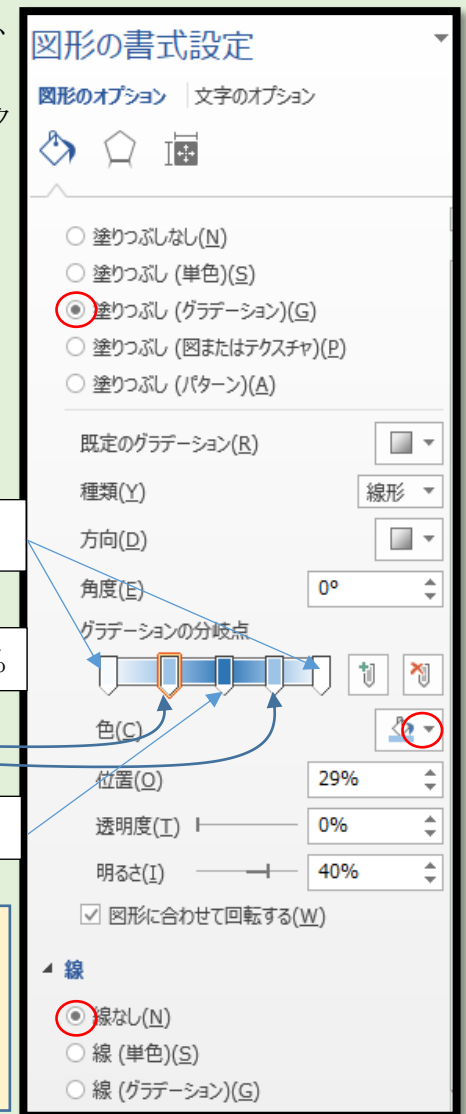 、
図形の書式設定
図形のオプション 文字のオプション
ク
塗りつぶしなし(N)
塗りつぶし (単色)(S)
塗りつぶし (グラデーション)(G)
塗りつぶし (図またはテクスチャ)(P)
塗りつぶし (パターン)(A)
既定のグラデーション(R)
種類(Y) 線形
方向(D)
角度(E) 0°
グラデーションの分岐点
色(C)
位置(O) 29%
透明度(T) 0%
明るさ(I) 40%
図形に合わせて回転する(W)
線
線なし(N)
線 (単色)(S)
線 (グラデーション)(G)